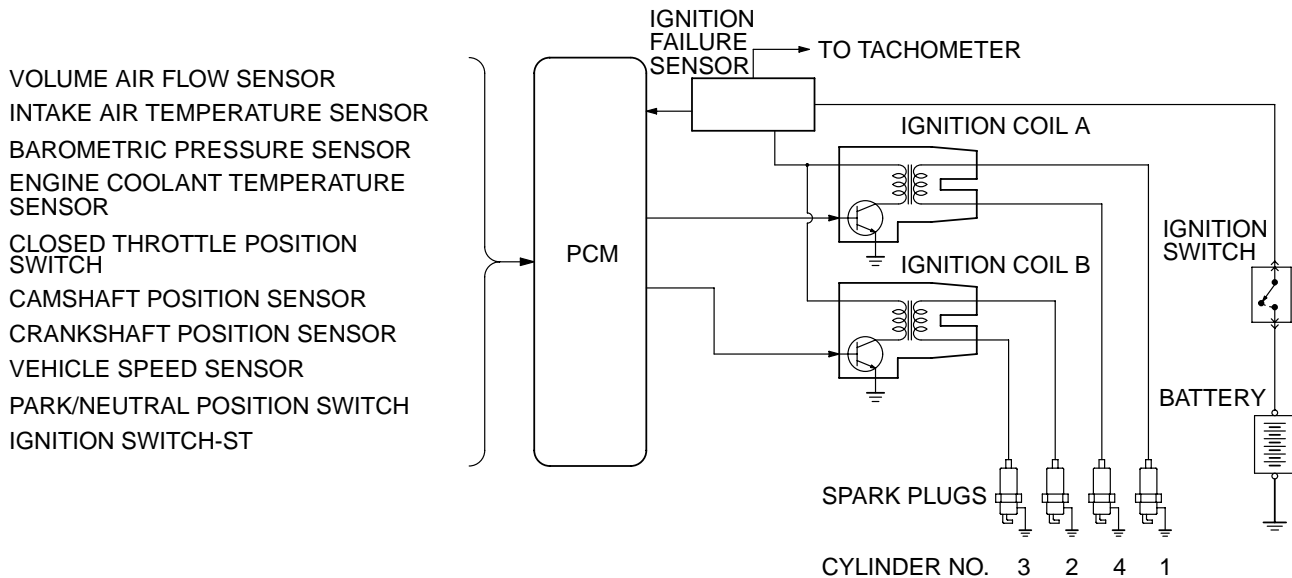 IGNITION
FAILURE
SENSOR
TO TACHOMETER
VOLUME AIR FLOW SENSOR
INTAKE AIR TEMPERATURE SENSOR
BAROMETRIC PRESSURE SENSOR
ENGINE COOLANT TEMPERATURE
SENSOR
CLOSED THROTTLE POSITION
SWITCH
CAMSHAFT POSITION SENSOR
CRANKSHAFT POSITION SENSOR
VEHICLE SPEED SENSOR
PARK/NEUTRAL POSITION SWITCH
IGNITION SWITCH-ST
PCM
IGNITION COIL A
IGNITION COIL B
IGNITION
SWITCH
BATTERY
SPARK PLUGS
CYLINDER NO. 3 2 4 1